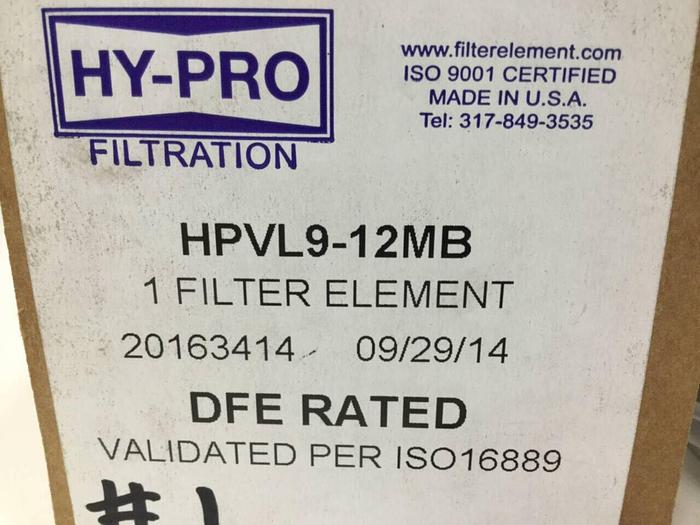 HY-PRO
FILTRATION
www.filterelement.com
ISO 9001 CERTIFIED
MADE IN U.S.A.
Tel: 317-849-3535
HPVL9-12MB
1 FILTER ELEMENT
20163414 09/29/14
DFE RATED
VALIDATED PER ISO16889
#1